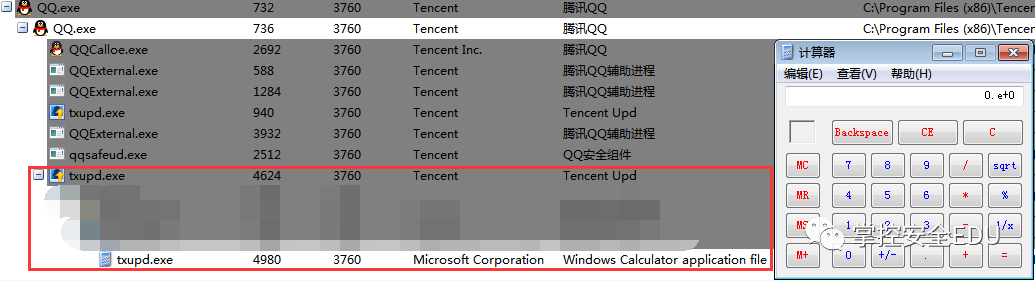 QQ.exe 732 3760 Tencent 腾讯QQ C:\Program Files (x86)\Tencent
QQ.exe 736 3760 Tencent 腾讯QQ C:\Program Files (x86)\Tencent
QQCalloe.exe 2692 3760 Tencent Inc. 腾讯QQ
QQExternal.exe 588 3760 Tencent 腾讯QQ辅助进程
QQExternal.exe 1284 3760 Tencent 腾讯QQ辅助进程
txupd.exe 940 3760 Tencent Tencent Upd
QQExternal.exe 3932 3760 Tencent 腾讯QQ辅助进程
qqsafeud.exe 2512 3760 Tencent QQ安全组件
txupd.exe 4624 3760 Tencent Tencent Upd
txupd.exe 4980 3760 Microsoft Corporation Windows Calculator application file
计算器
编辑(E) 查看(V) 帮助(H)
0. e+0
Backspace CE C
MC 7 8 9 / sqrt
MR 4 5 6 * %
MS 1 2 3 - 1/x
M+ 0 +/- . + =
掌控安全EDU